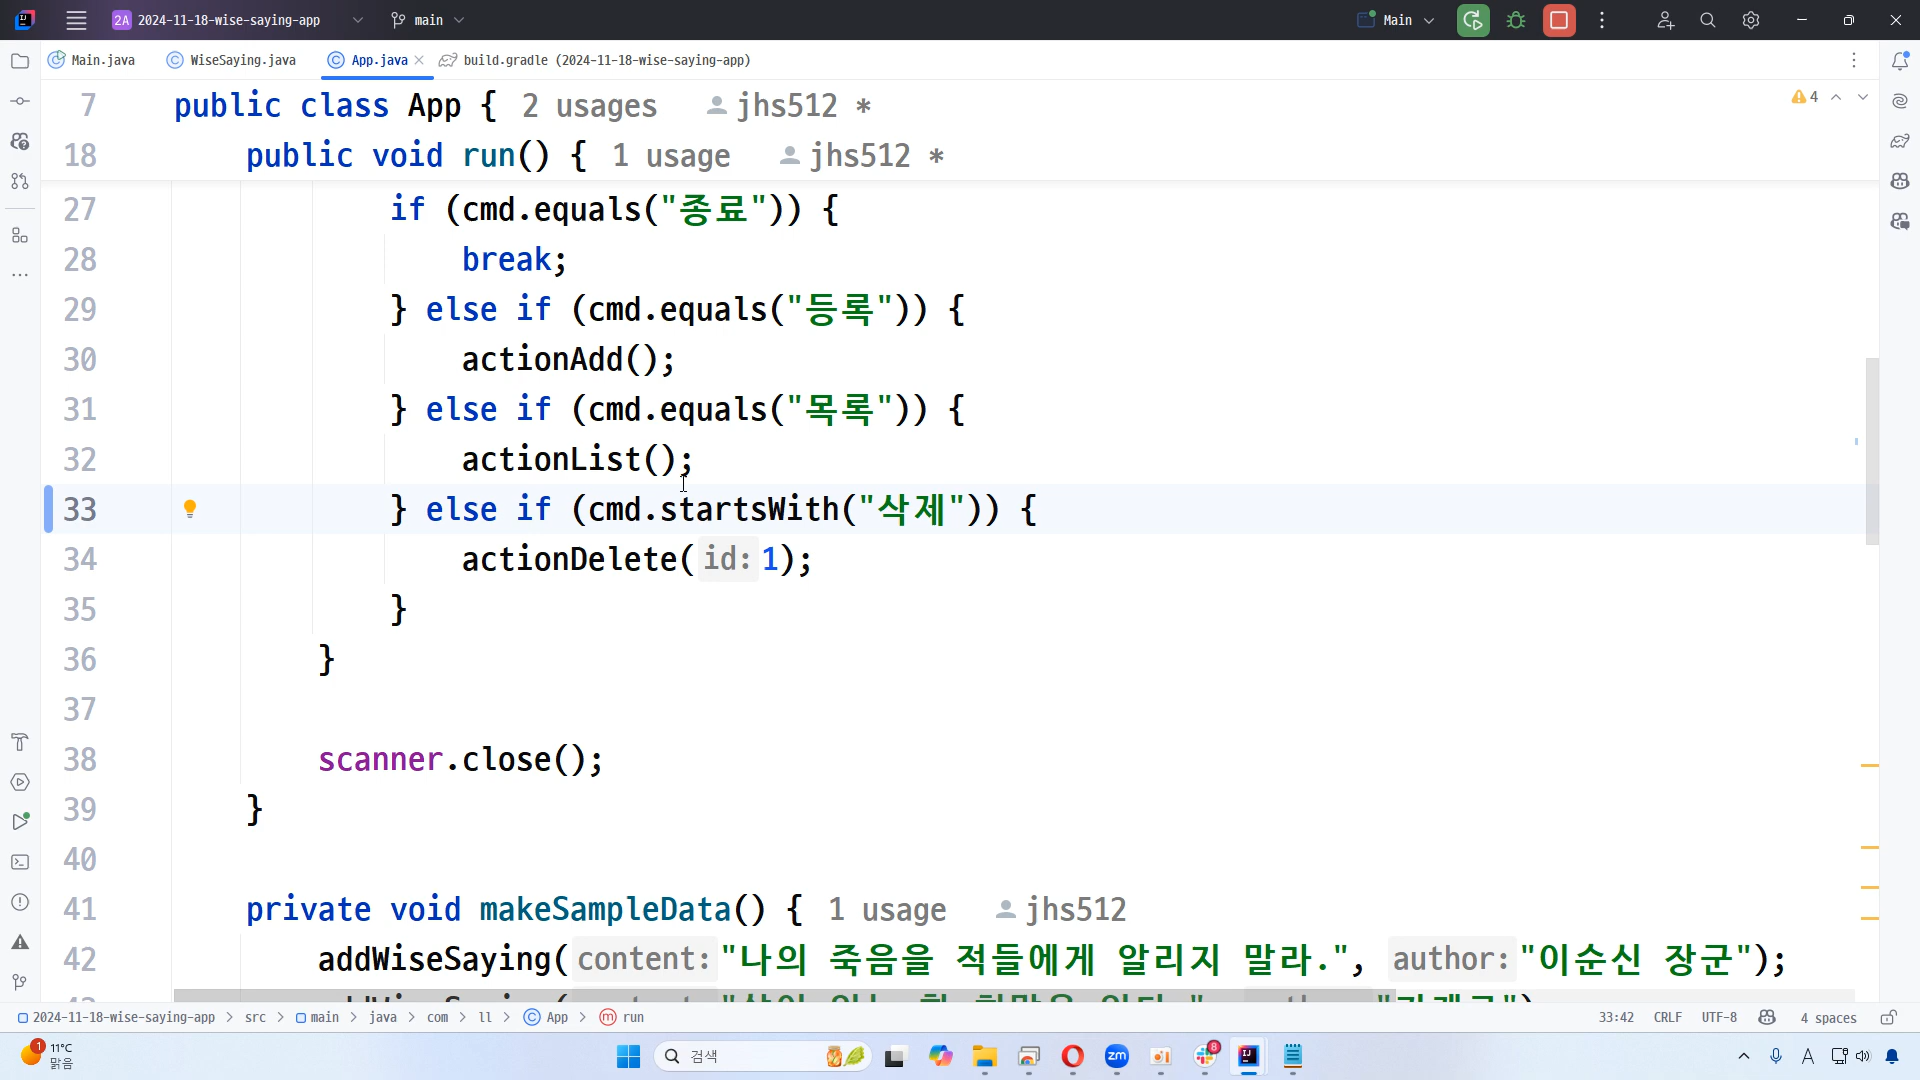 2A 2024-11-18-wise-saying-app main Main
Main.java WiseSaying.java App.java build.gradle (2024-11-18-wise-saying-app)
7 public class App { 2 usages jhs512 *
4
18 public void run() { 1 usage jhs512 *
27 if (cmd.equals("종료")) {
28 break;
29 } else if (cmd.equals("등록")) {
30 actionAdd();
31 } else if (cmd.equals("목록")) {
32 actionList();
33 } else if (cmd.startsWith("삭제")) {
34 actionDelete( id: 1);
35 }
36 }
37
38 scanner.close();
39 }
40
41 private void makeSampleData() { 1 usage jhs512
42 addWiseSaying( content: "나의 죽음을 적들에게 알리지 말라.", author: "이순신 장군");
2024-11-18-wise-saying-app > src > main > java > com > ll > App > run 33:42 CRLF UTF-8 4 spaces
1 11°C
맑음
검색
zm
8
A